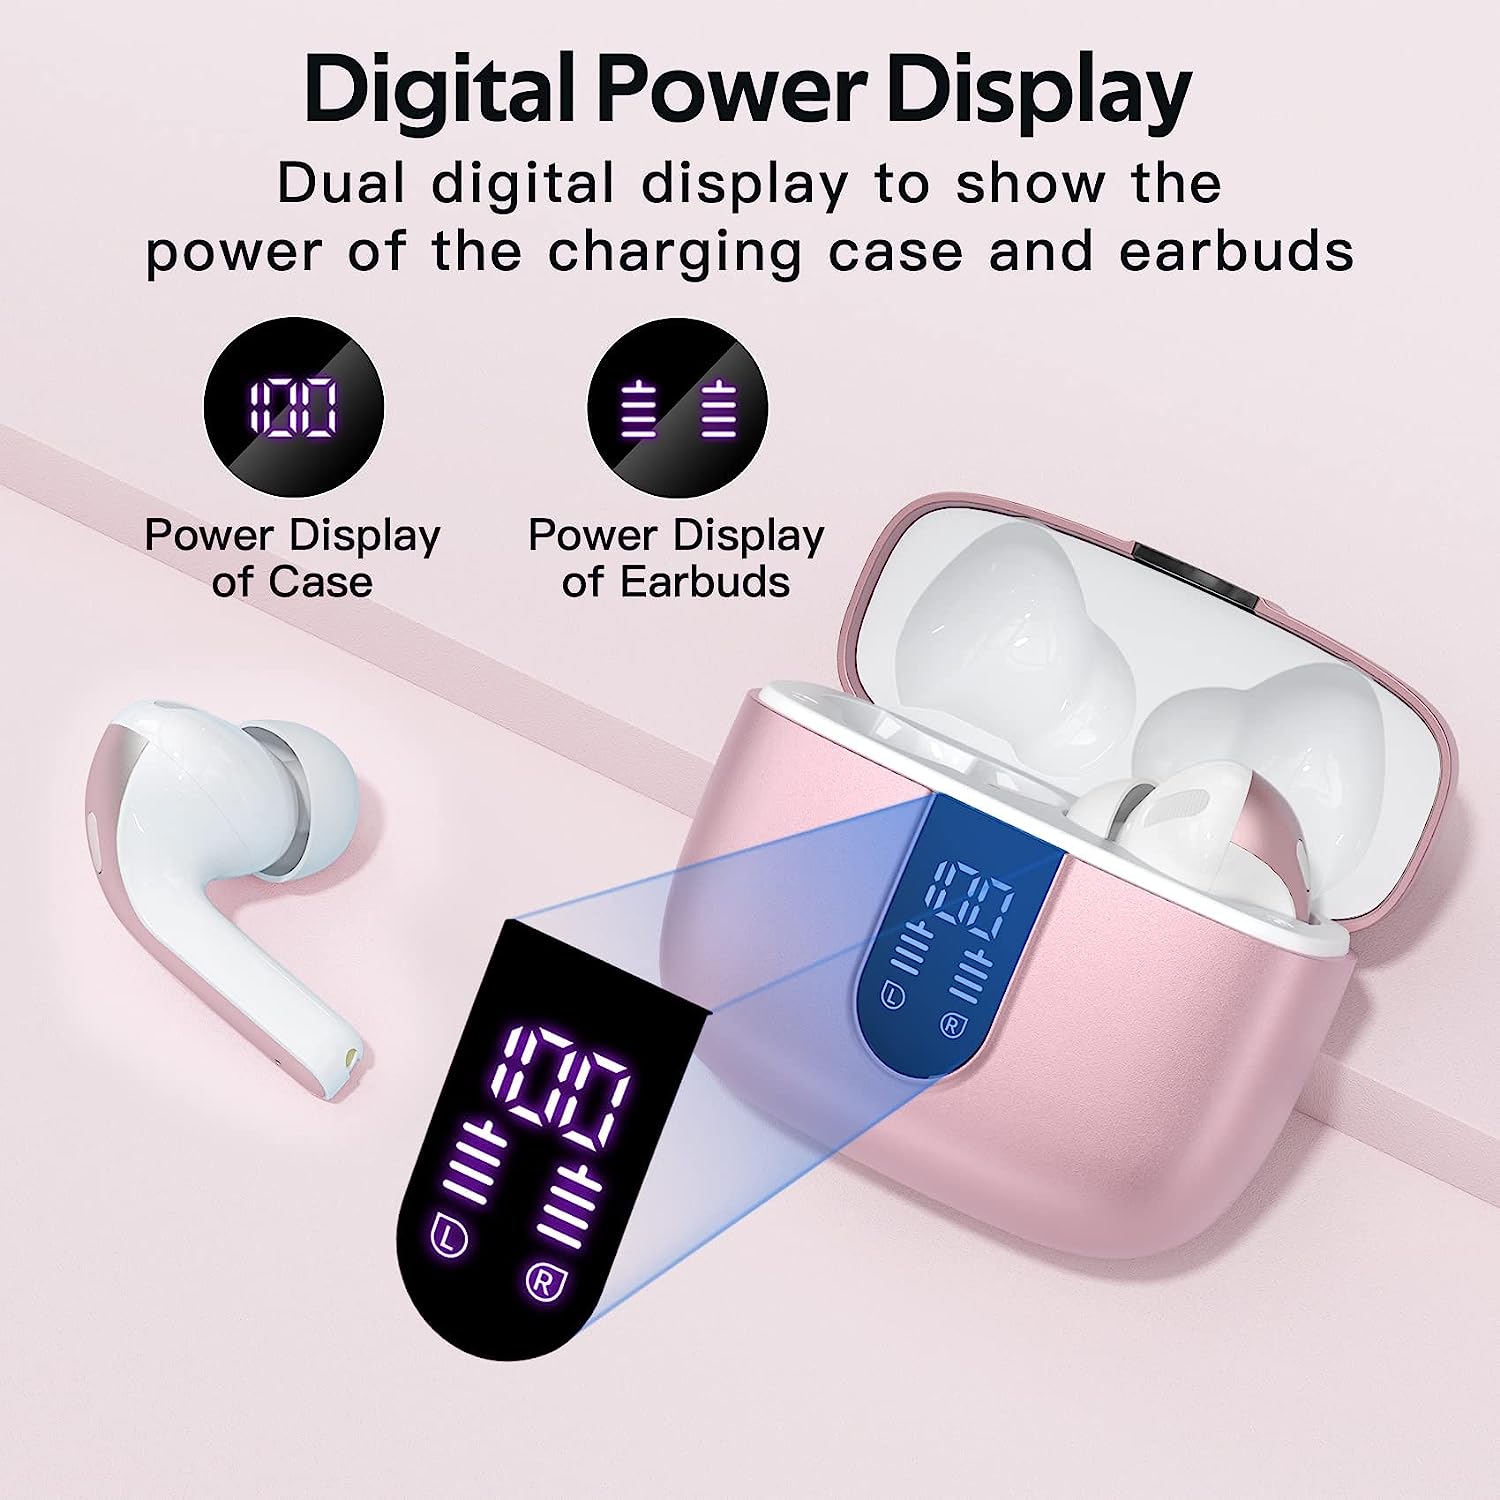 Digital Power Display
Dual digital display to show the
power of the charging case and earbuds
100
Power Display
of Case
Power Display
of Earbuds
100
L
R
100
L
R